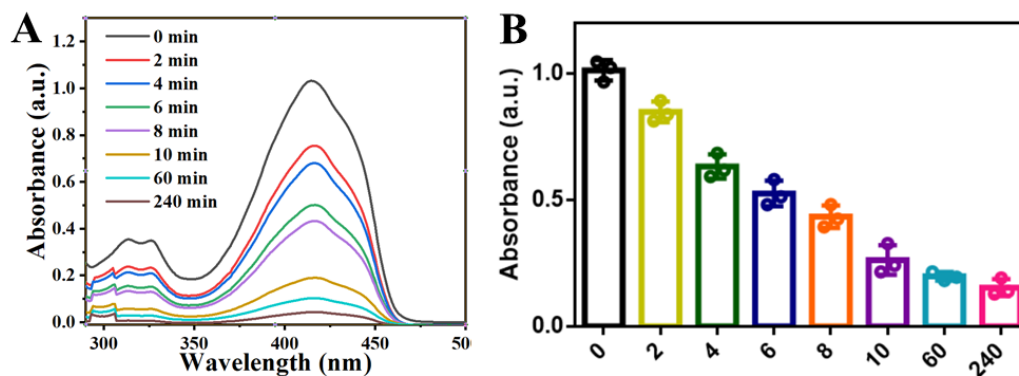 A
Absorbance (a.u.)
1.2
1.0
0.8
0.6
0.4
0.2
0.0
0 min
2 min
4 min
6 min
8 min
10 min
60 min
240 min
300
350
400
450
50
Wavelength (nm)
B
Absorbance (a.u.)
1.0
0.5
0.0
0
2
4
6
8
10
60
240